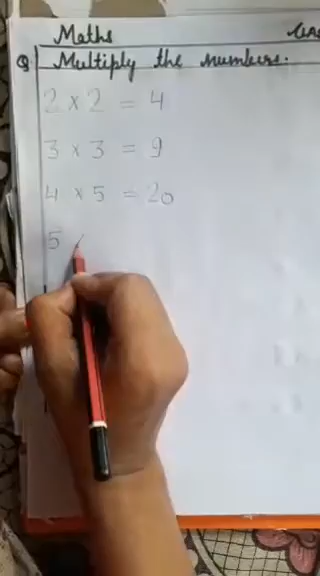 Maths
Q Multiply the numbers.
2 × 2 = 4
3 × 3 = 9
4 × 5 = 20
5